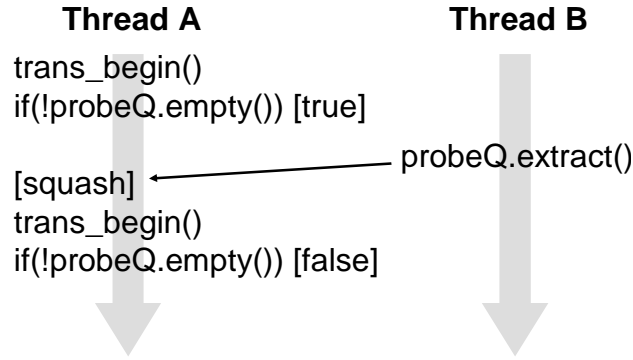 Thread A
Thread B
trans_begin()
if(!probeQ.empty()) [true]
probeQ.extract()
[squash]
trans_begin()
if(!probeQ.empty()) [false]